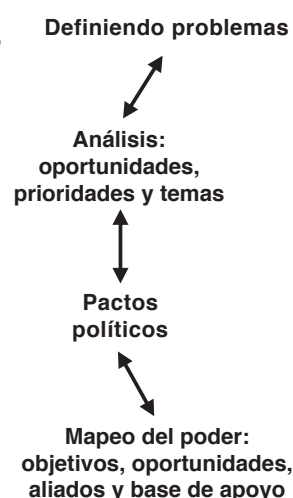 Definiendo problemas
Análisis:
oportunidades,
prioridades y temas
Pactos
políticos
Mapeo del poder:
objetivos, oportunidades,
aliados y base de apoyo